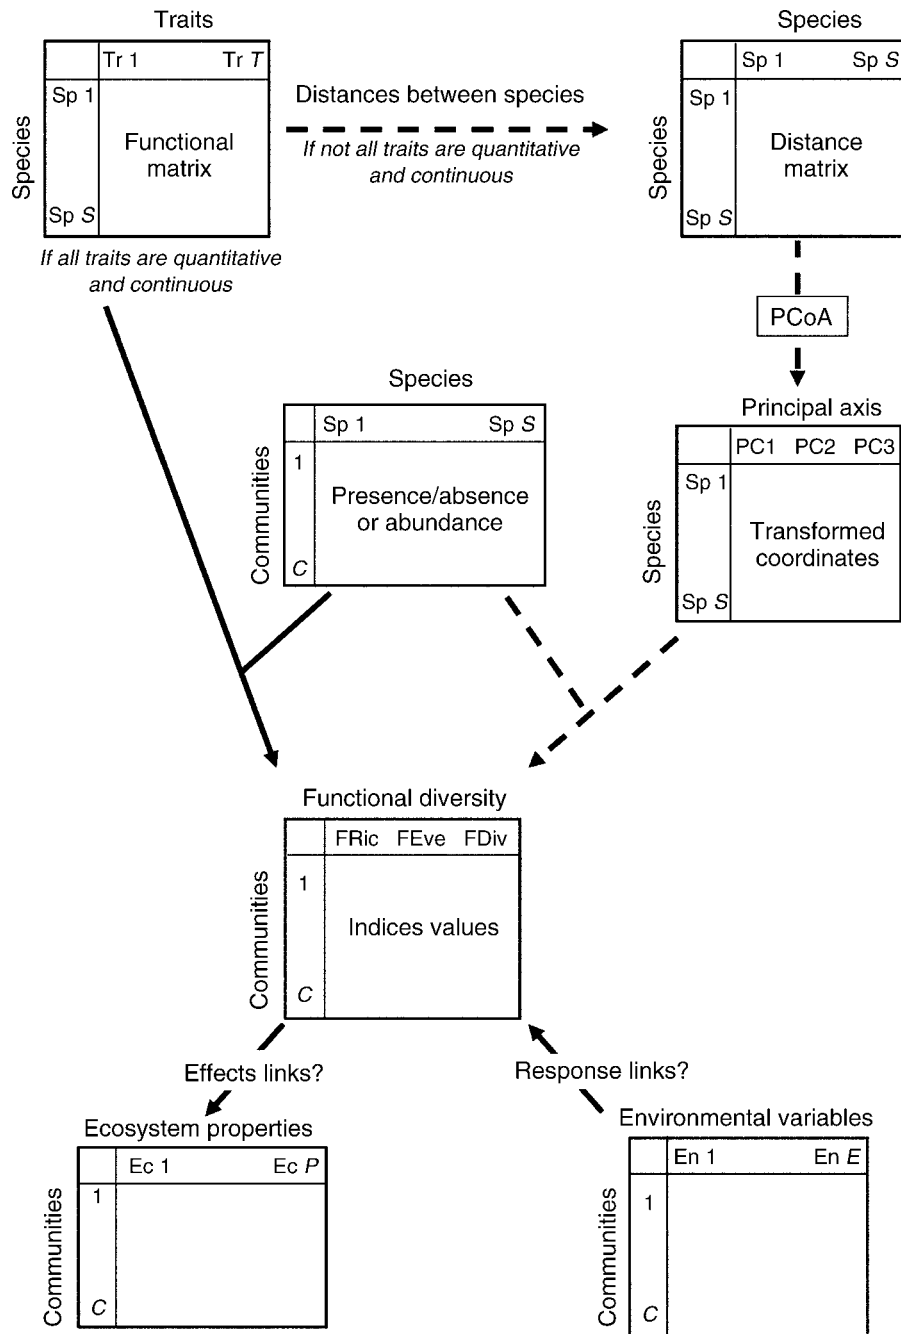 Traits
Tr 1 Tr T
Species
Sp 1
Functional
matrix
Sp S
If all traits are quantitative
and continuous
Distances between species
If not all traits are quantitative
and continuous
Species
Sp 1 Sp S
Species
Sp 1
Distance
matrix
Sp S
PCoA
Principal axis
PC1 PC2 PC3
Species
Sp 1
Transformed
coordinates
Sp S
Species
Sp 1 Sp S
Communities
1
Presence/absence
or abundance
C
Functional diversity
FRic FEve FDiv
Communities
1
Indices values
C
Effects links?
Response links?
Ecosystem properties
Ec 1 Ec P
Communities
1
C
Environmental variables
En 1 En E
Communities
1
C